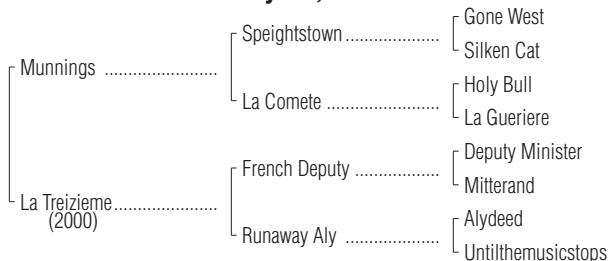 Gone West
Speightstown ...................
Silken Cat
Munnings .......................
Holy Bull
La Comete .......................
La Gueriere
Deputy Minister
French Deputy ................
Mitterand
La Treizieme.....................
(2000)
Alydeed
Runaway Aly ...................
Untilthemusicstops